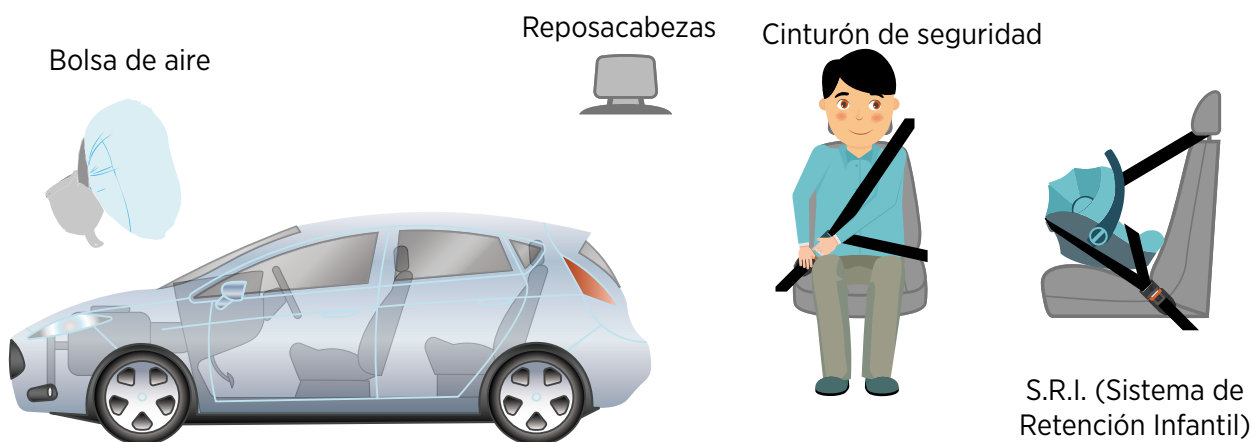 Bolsa de aire
Reposacabezas
Cinturón de seguridad
S.R.I. (Sistema de
Retención Infantil)